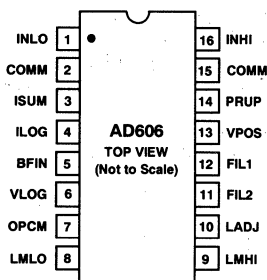 INLO 1 16 INHI
COMM 2 15 COMM
ISUM 3 14 PRUP
ILOG 4 AD606 13 VPOS
BFIN 5 TOP VIEW 12 FIL1
(Not to Scale)
VLOG 6 11 FIL2
OPCM 7 10 LADJ
LMLO 8 9 LMHI